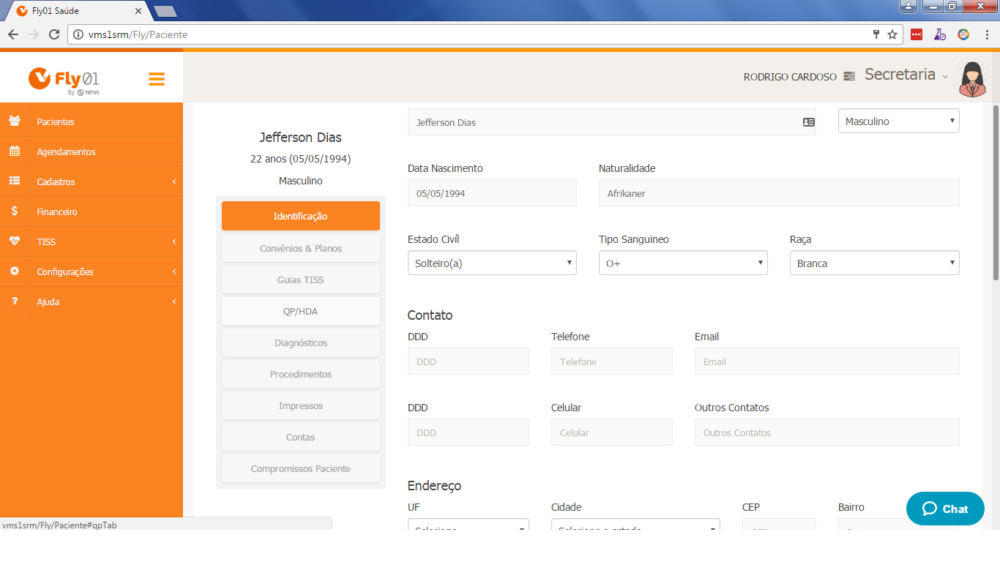 Fly01 Saúde
vms1srm/Fly/Paciente
Fly01
by TOTVS
RODRIGO CARDOSO Secretaria
Pacientes
Agendamentos
Cadastros
Financeiro
TISS
Configurações
Ajuda
Jefferson Dias
22 anos (05/05/1994)
Masculino
Identificação
Convênios & Planos
Guias TISS
QP/HDA
Diagnósticos
Procedimentos
Impressos
Contas
Compromissos Paciente
Jefferson Dias Masculino
Data Nascimento Naturalidade
05/05/1994 Afrikaner
Estado Civíl Tipo Sanguineo Raça
Solteiro(a) O+ Branca
Contato
DDD Telefone Email
DDD Telefone Email
DDD Celular Outros Contatos
DDD Celular Outros Contatos
Endereço
UF Cidade CEP Bairro
Selecione Selecione o estado CEP
Chat
vms1srm/Fly/Paciente#qpTab